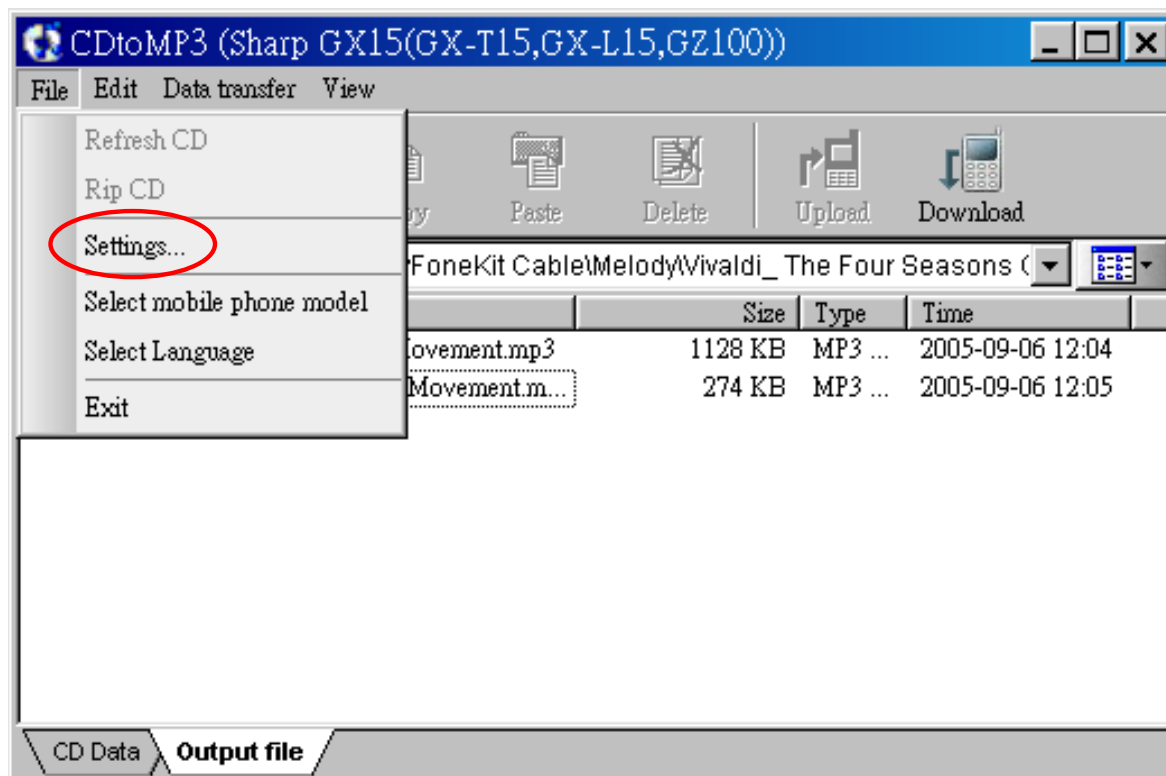 CDtoMP3 (Sharp GX15(GX-T15,GX-L15,GZ100))
File Edit Data transfer View
Refresh CD
Rip CD
Settings...
Select mobile phone model
Select Language
Exit
Paste Delete Upload Download
FoneKit Cable\Melody\Vivaldi_ The Four Seasons (
Size Type Time
ovement.mp3 1128 KB MP3 ... 2005-09-06 12:04
Movement.m... 274 KB MP3 ... 2005-09-06 12:05
CD Data Output file